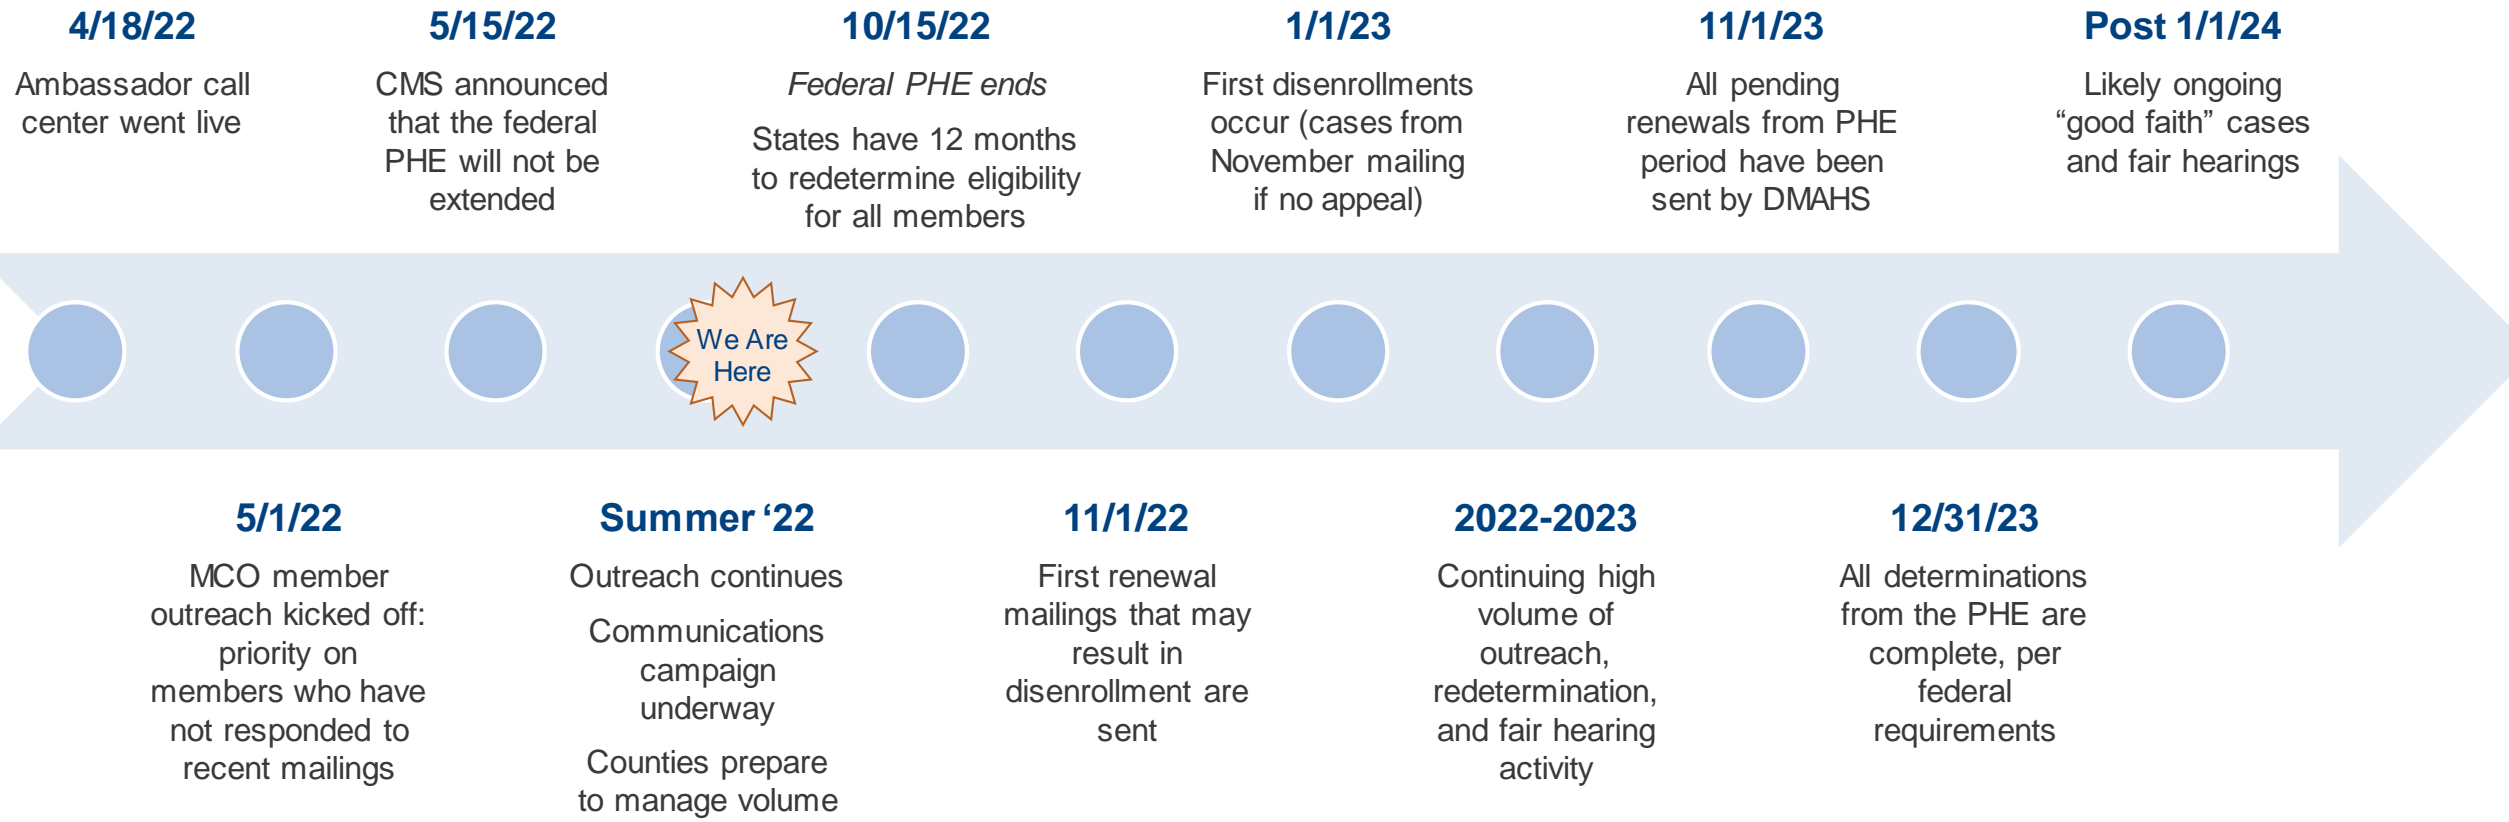 4/18/22
Ambassador call
center went live
5/15/22
CMS announced
that the federal
PHE will not be
extended
10/15/22
Federal PHE ends
States have 12 months
to redetermine eligibility
for all members
1/1/23
First disenrollments
occur (cases from
November mailing
if no appeal)
11/1/23
All pending
renewals from PHE
period have been
sent by DMAHS
Post 1/1/24
Likely ongoing
“good faith” cases
and fair hearings
We Are
Here
5/1/22
MCO member
outreach kicked off:
priority on
members who have
not responded to
recent mailings
Summer ‘22
Outreach continues
Communications
campaign
underway
Counties prepare
to manage volume
11/1/22
First renewal
mailings that may
result in
disenrollment are
sent
2022-2023
Continuing high
volume of
outreach,
redetermination,
and fair hearing
activity
12/31/23
All determinations
from the PHE are
complete, per
federal
requirements